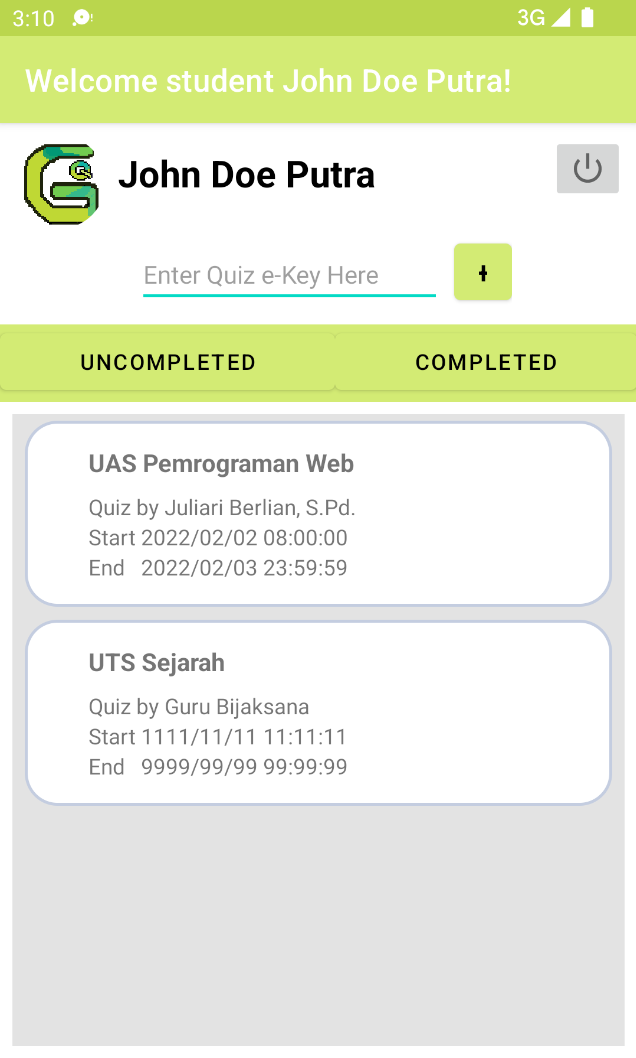 3:10
3G
Welcome student John Doe Putra!
John Doe Putra
Enter Quiz e-Key Here
+
UNCOMPLETED
COMPLETED
UAS Pemrograman Web
Quiz by Juliari Berlian, S.Pd.
Start 2022/02/02 08:00:00
End 2022/02/03 23:59:59
UTS Sejarah
Quiz by Guru Bijaksana
Start 1111/11/11 11:11:11
End 9999/99/99 99:99:99